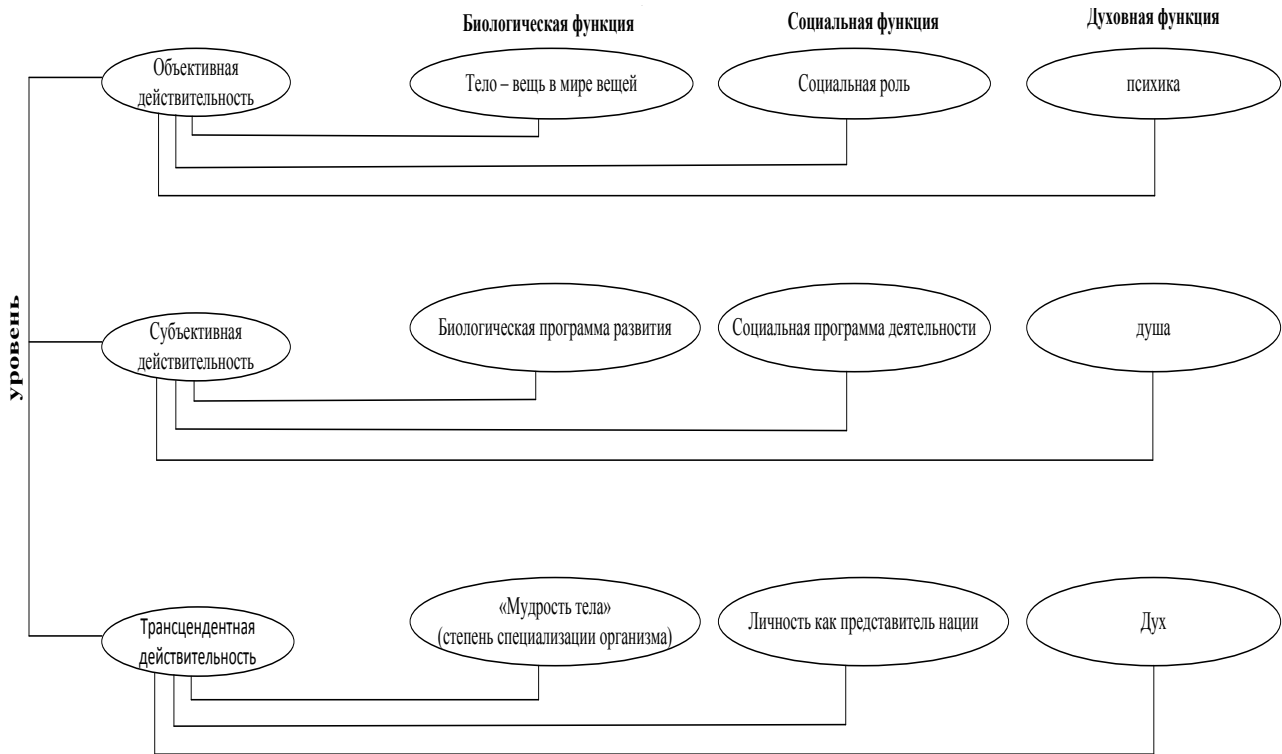 Биологическая функция
Социальная функция
Духовная функция
Объективная
действительность
Тело – вещь в мире вещей
Социальная роль
психика
уровень
Субъективная
действительность
Биологическая программа развития
Социальная программа деятельности
душа
Трансцендентная
действительность
«Мудрость тела»
(степень специализации организма)
Личность как представитель нации
Дух